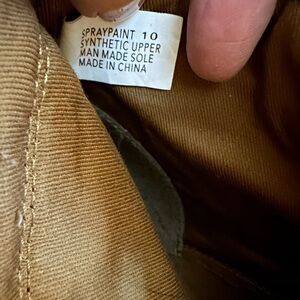 SPRAYPAINT 10
SYNTHETIC UPPER
MAN MADE SOLE
MADE IN CHINA